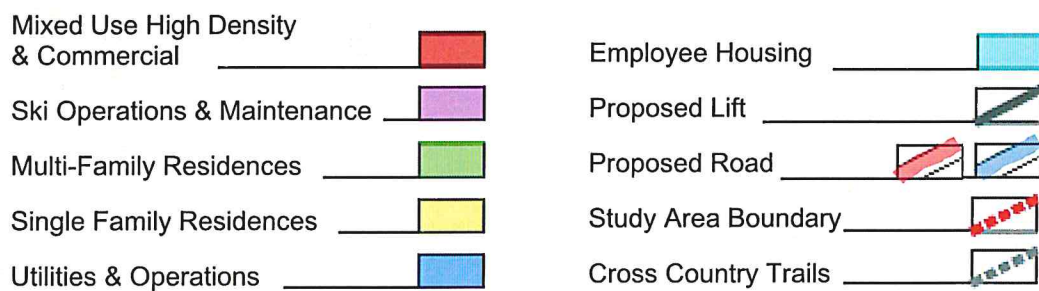 Mixed Use High Density
& Commercial
Ski Operations & Maintenance
Multi-Family Residences
Single Family Residences
Utilities & Operations
Employee Housing
Proposed Lift
Proposed Road
Study Area Boundary
Cross Country Trails